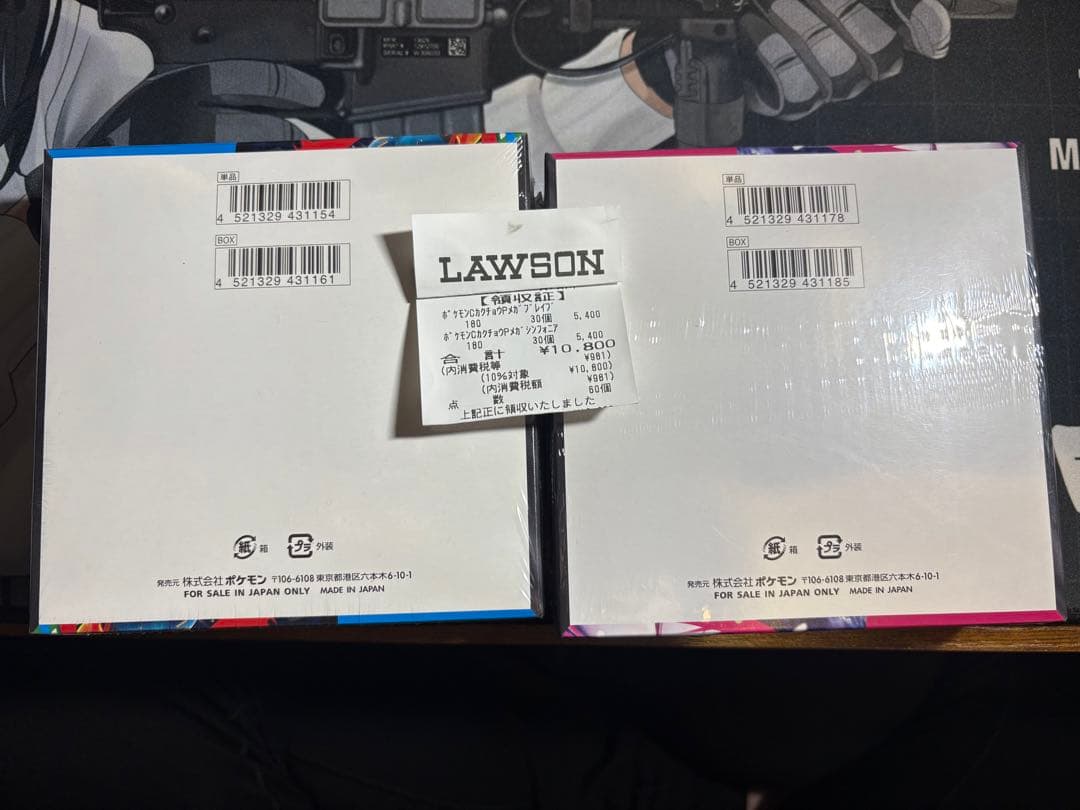 単品
4 521329 431154
BOX
4 521329 431161
紙 箱
プラ 外装
発売元 株式会社 ポケモン 〒106-6108 東京都港区六本木6-10-1
FOR SALE IN JAPAN ONLY MADE IN JAPAN
LAWSON
【領収証】
ポケモンCカクチョウPメガブレイブ
180 30個 5,400
ポケモンCカクチョウPメガシンフォニア
180 30個 5,400
合 計 ¥10,800
(内消費税等 ¥981)
(10%対象 ¥10,800)
(内消費税額 ¥981)
点 数 60個
上記正に領収いたしました
単品
4 521329 431178
BOX
4 521329 431185
紙 箱
プラ 外装
発売元 株式会社 ポケモン 〒106-6108 東京都港区六本木6-10-1
FOR SALE IN JAPAN ONLY MADE IN JAPAN
M